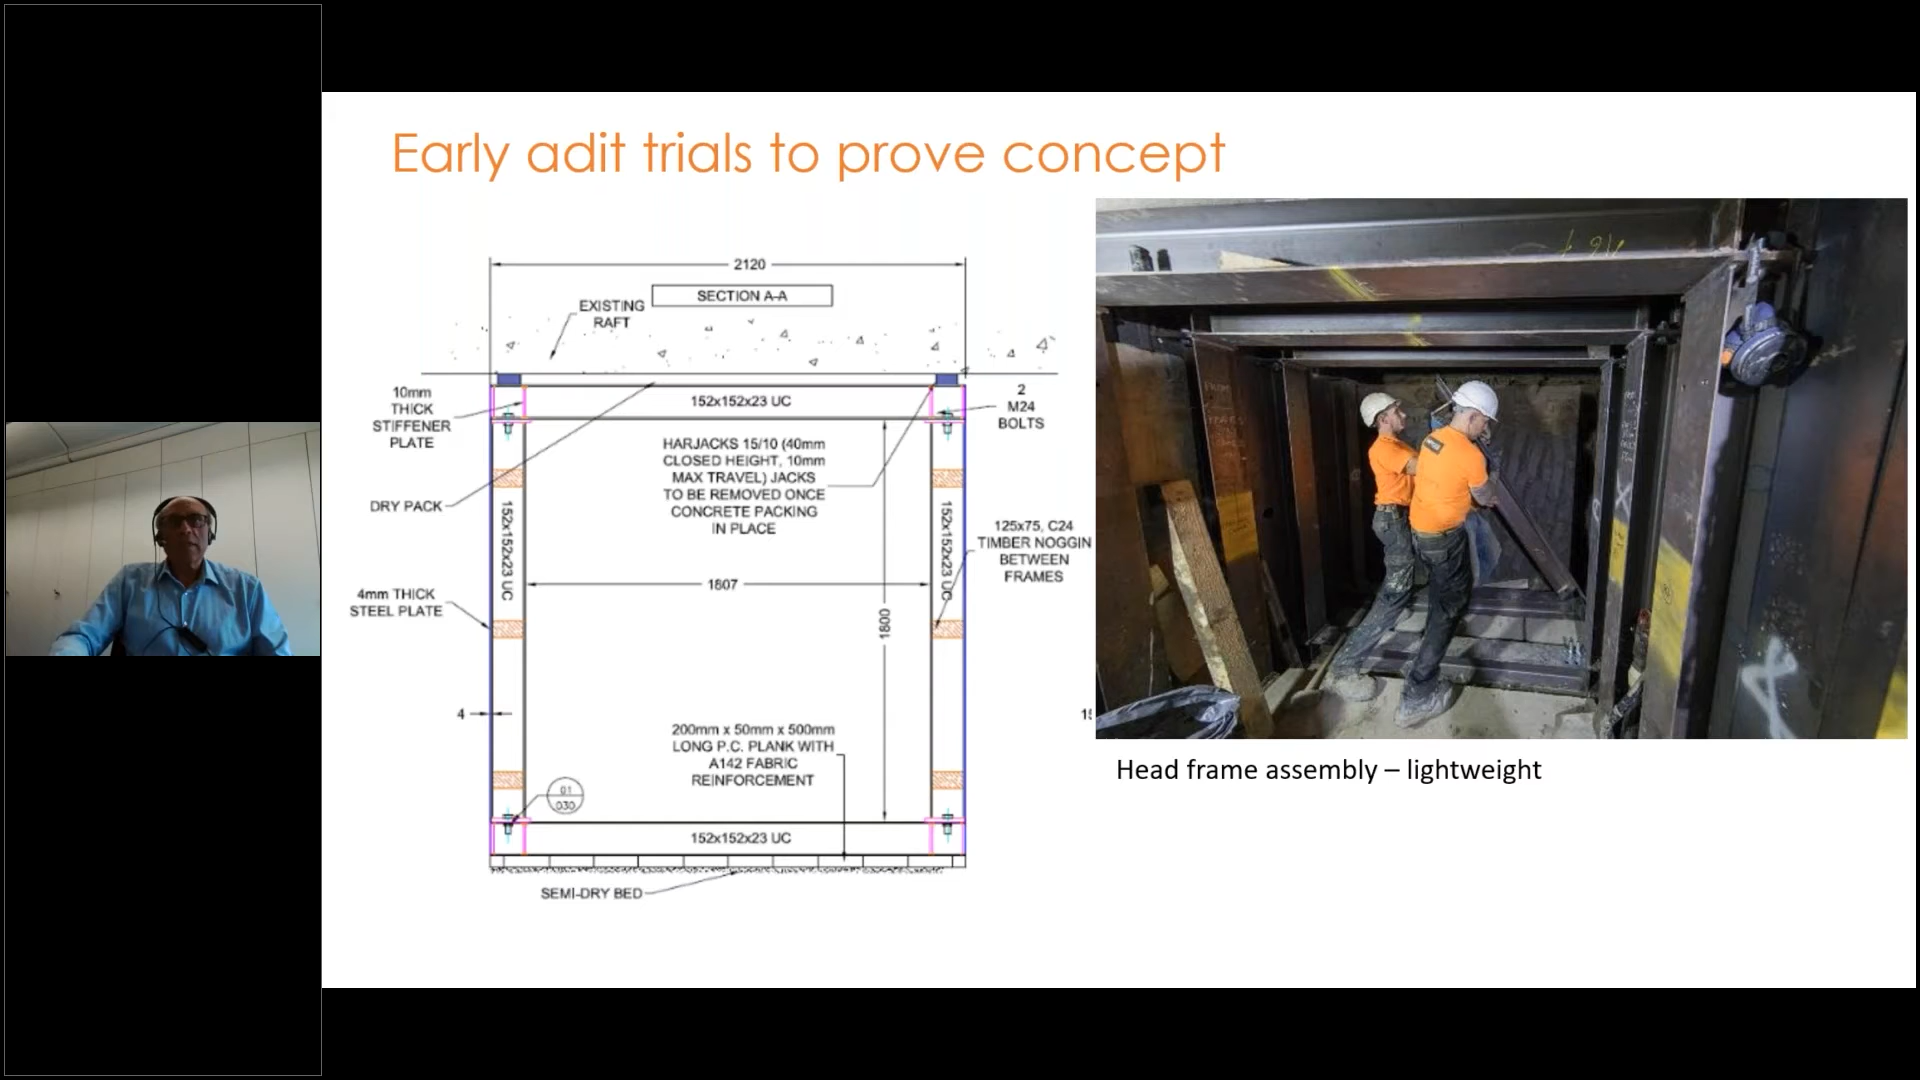 Early adit trials to prove concept
2120
SECTION A-A
EXISTING
RAFT
10mm
THICK
STIFFENER
PLATE
152x152x23 UC
2
M24
BOLTS
HARJACKS 15/10 (40mm
CLOSED HEIGHT, 10mm
MAX TRAVEL) JACKS
TO BE REMOVED ONCE
CONCRETE PACKING
IN PLACE
DRY PACK
152x152x23 UC
152x152x23 UC
125x75, C24
TIMBER NOGGIN
BETWEEN
FRAMES
1807
1800
4mm THICK
STEEL PLATE
4
200mm x 50mm x 500mm
LONG P.C. PLANK WITH
A142 FABRIC
REINFORCEMENT
01
030
152x152x23 UC
SEMI-DRY BED
Head frame assembly – lightweight